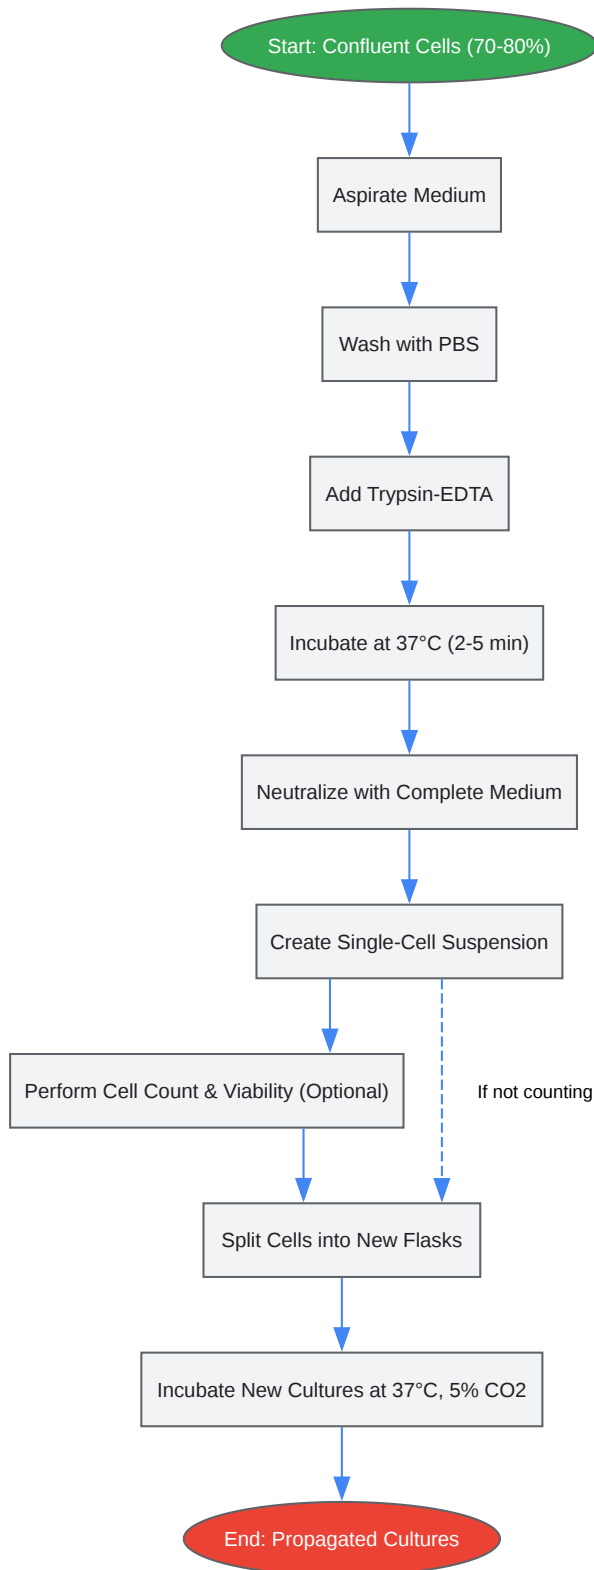 Start: Confluent Cells (70-80%)
Aspirate Medium
Wash with PBS
Add Trypsin-EDTA
Incubate at 37°C (2-5 min)
Neutralize with Complete Medium
Create Single-Cell Suspension
Perform Cell Count & Viability (Optional)
If not counting
Split Cells into New Flasks
Incubate New Cultures at 37°C, 5% CO2
End: Propagated Cultures